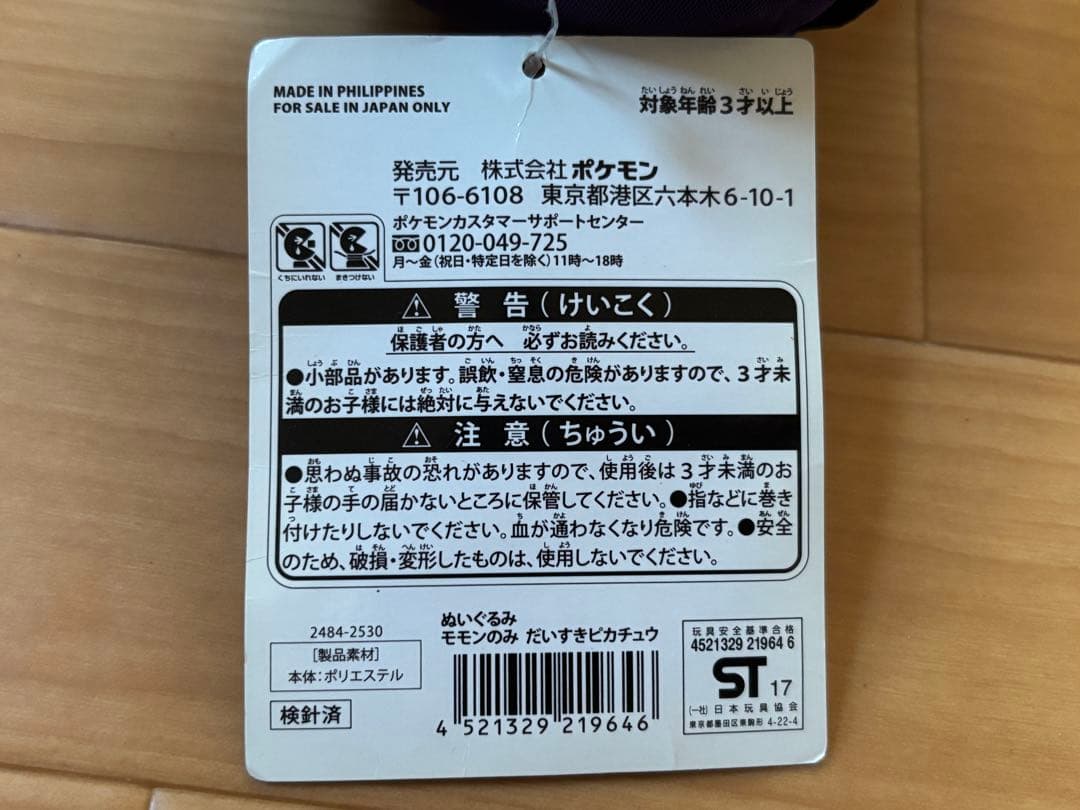 MADE IN PHILIPPINES
FOR SALE IN JAPAN ONLY
対象年齢3才以上
発売元 株式会社ポケモン
〒106-6108 東京都港区六本木6-10-1
ポケモンカスタマーサポートセンター
0120-049-725
月〜金(祝日・特定日を除く)11時〜18時
くちにいれない まきつけない
⚠ 警告(けいこく)
保護者の方へ 必ずお読みください。
●小部品があります。誤飲・窒息の危険がありますので、3才未
満のお子様には絶対に与えないでください。
⚠ 注意(ちゅうい)
●思わぬ事故の恐れがありますので、使用後は3才未満のお
子様の手の届かないところに保管してください。●指などに巻き
付けたりしないでください。血が通わなくなり危険です。●安全
のため、破損・変形したものは、使用しないでください。
2484-2530
[製品素材]
本体:ポリエステル
検針済
ぬいぐるみ
モモンのみ だいすきピカチュウ
4 521329 219646
玩具安全基準合格
4521329 21964 6
ST 17
(一社)日本玩具協会
東京都墨田区東駒形 4-22-4